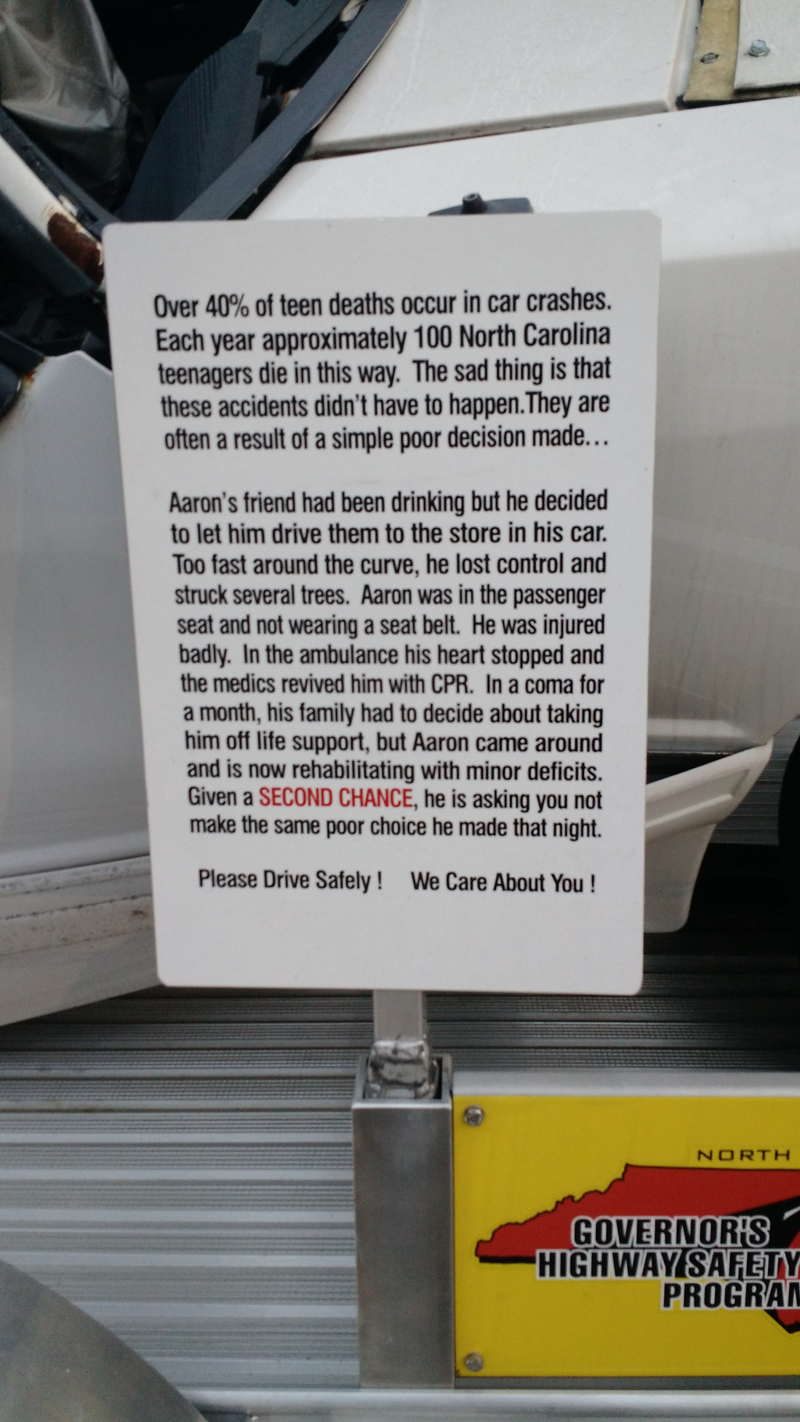 Over 40% of teen deaths occur in car crashes.
Each year approximately 100 North Carolina
teenagers die in this way.  The sad thing is that
these accidents didn't have to happen.They are
often a result of a simple poor decision made...
Aaron's friend had been drinking but he decided
to let him drive them to the store in his car.
Too fast around the curve, he lost control and
struck several trees.  Aaron was in the passenger
seat and not wearing a seat belt.  He was injured
badly.  In the ambulance his heart stopped and
the medics revived him with CPR.  In a coma for
a month, his family had to decide about taking
him off life support, but Aaron came around
and is now rehabilitating with minor deficits.
Given a SECOND CHANCE, he is asking you not
make the same poor choice he made that night.
Please Drive Safely !    We Care About You !
NORTH
GOVERNOR'S
HIGHWAY SAFETY
PROGRAM